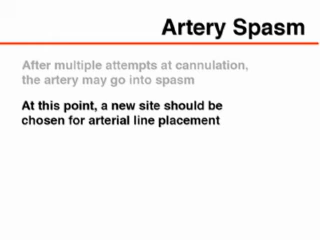 Artery Spasm
After multiple attempts at cannulation,
the artery may go into spasm
At this point, a new site should be
chosen for arterial line placement